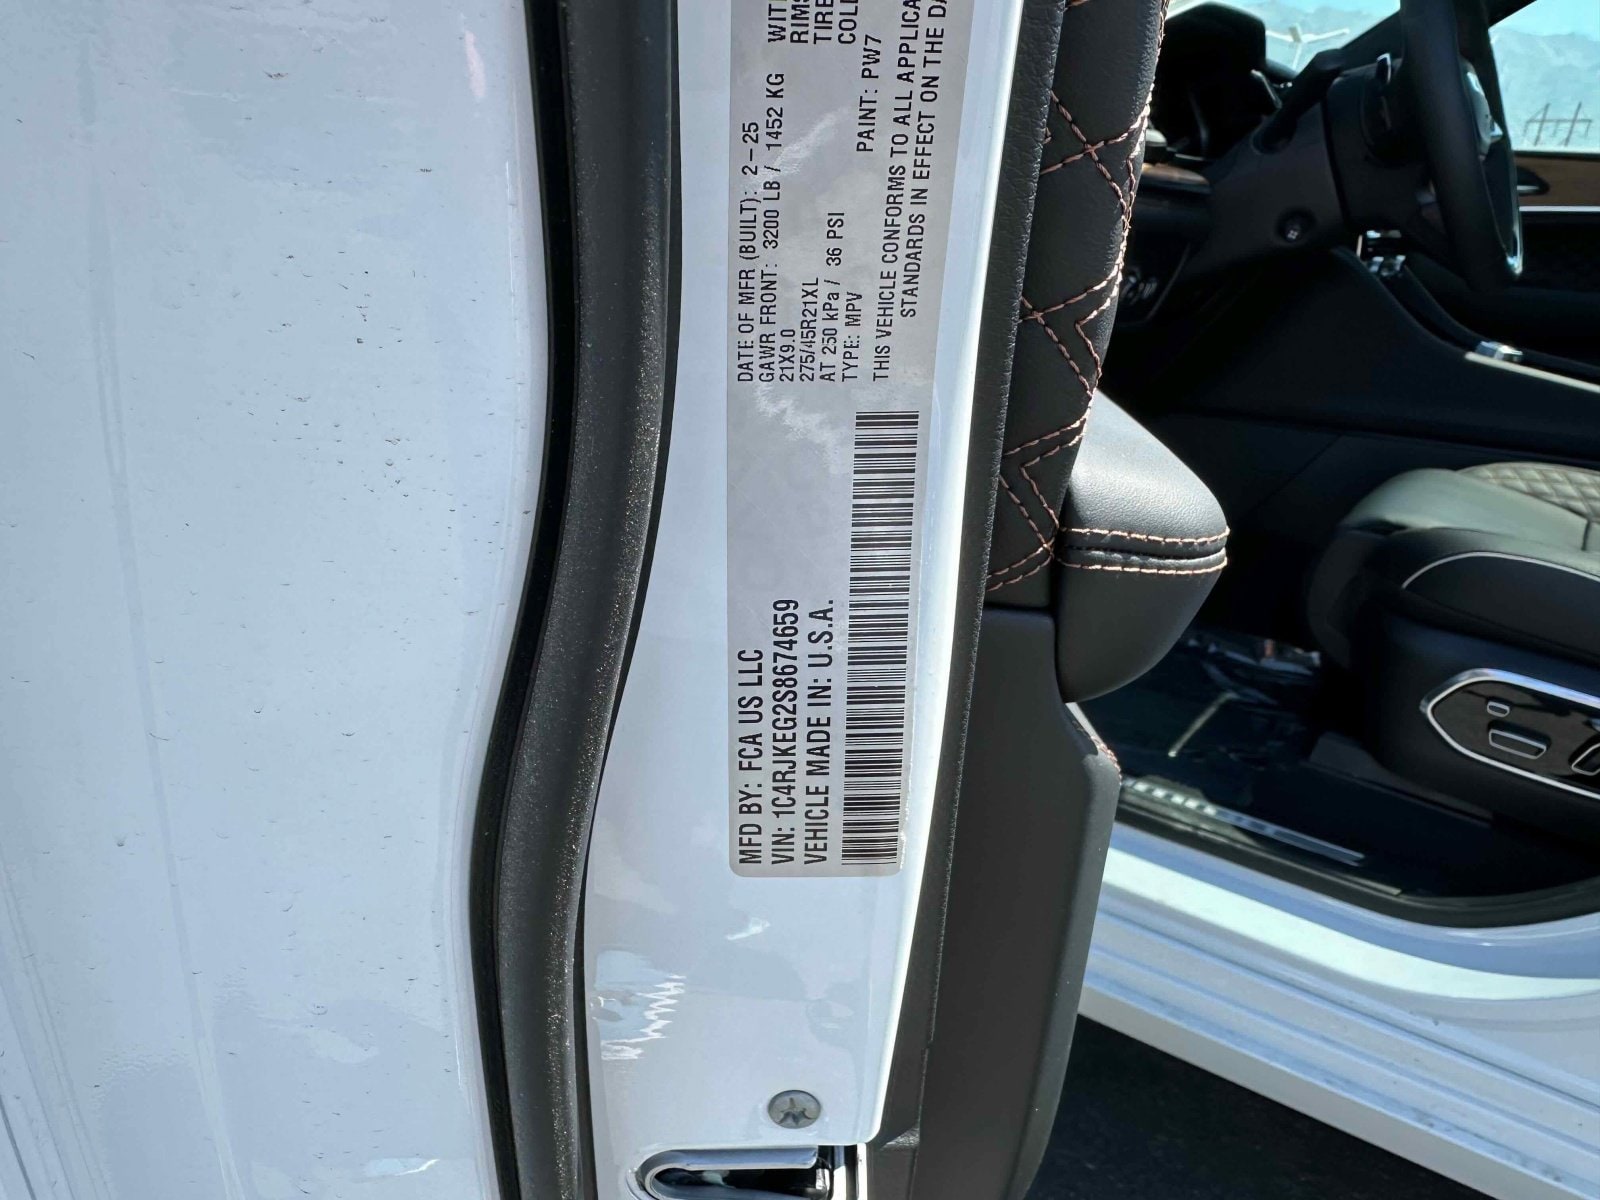 MFD BY: FCA US LLC
VIN: 1C4RJKEG2S8674659
VEHICLE MADE IN: U.S.A.
DATE OF MFR (BUILT): 2-25
GAWR FRONT: 3200 LB / 1452 KG
21X9.0
275/45R21XL
AT 250 kPa / 36 PSI
TYPE: MPV
PAINT: PW7
THIS VEHICLE CONFORMS TO ALL APPLICA
STANDARDS IN EFFECT ON THE DA
WIT
RIMS
TIRE
COLD